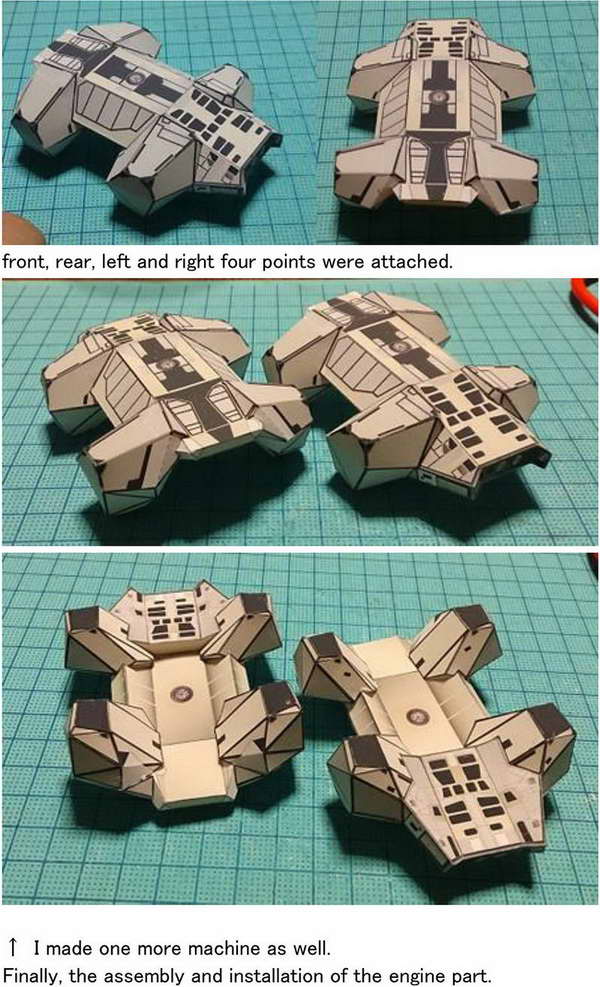 front, rear, left and right four points were attached.
↑ I made one more machine as well.
Finally, the assembly and installation of the engine part.